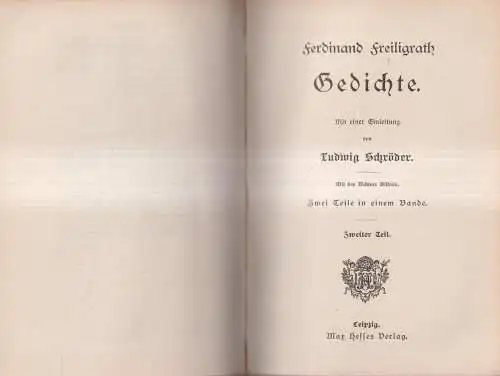 Ferdinand Freiligrath
Gedichte.
Mit einer Einleitung
von
Ludwig Schröder.
Mit des Dichters Bildnis.
Zwei Teile in einem Bande.
Zweiter Teil.
Leipzig.
Max Hesses Verlag.